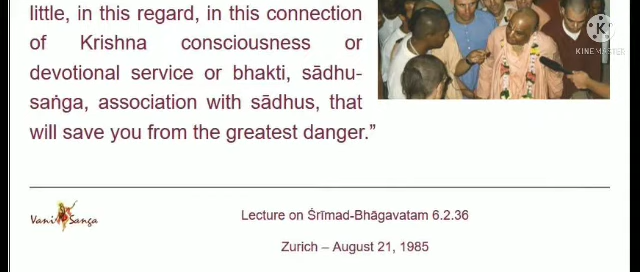 little, in this regard, in this connection
of Krishna consciousness or
devotional service or bhakti, sādhu-
saṅga, association with sādhus, that
will save you from the greatest danger.”
KINEMASTER
Vani Sanga
Lecture on Śrīmad-Bhāgavatam 6.2.36
Zurich – August 21, 1985